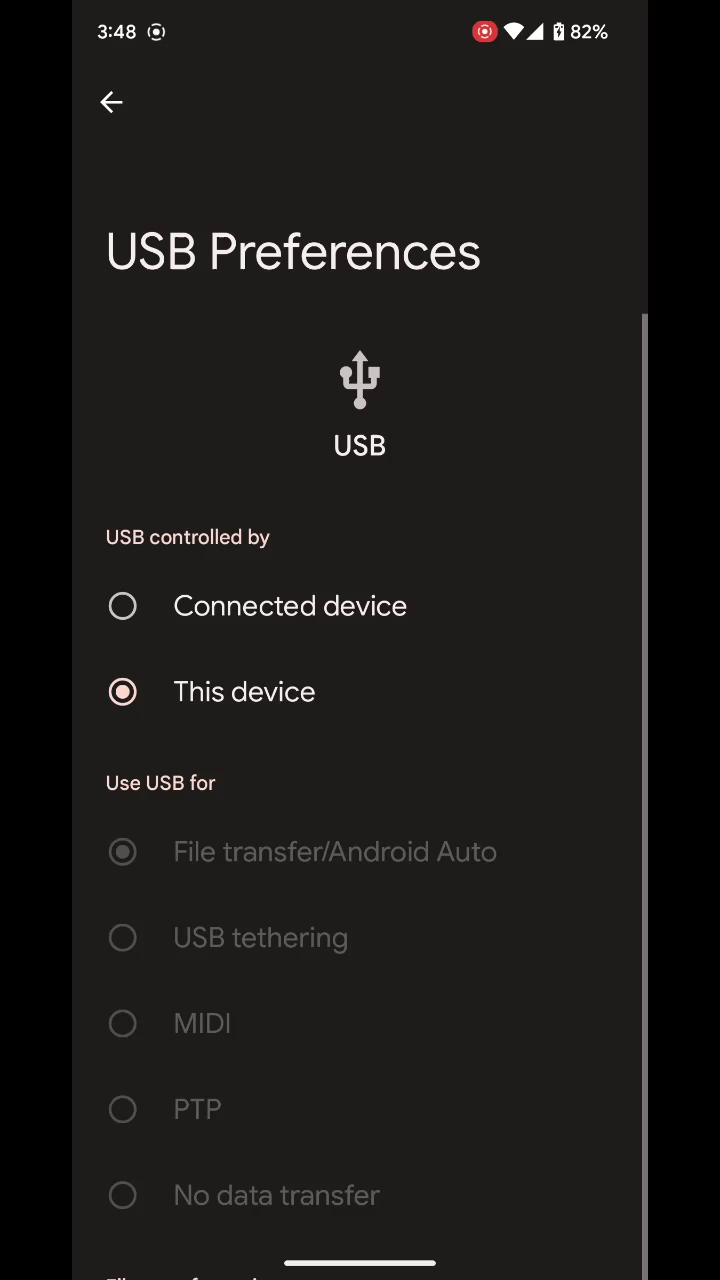 3:48
82%
USB Preferences
USB
USB controlled by
Connected device
This device
Use USB for
File transfer/Android Auto
USB tethering
MIDI
PTP
No data transfer